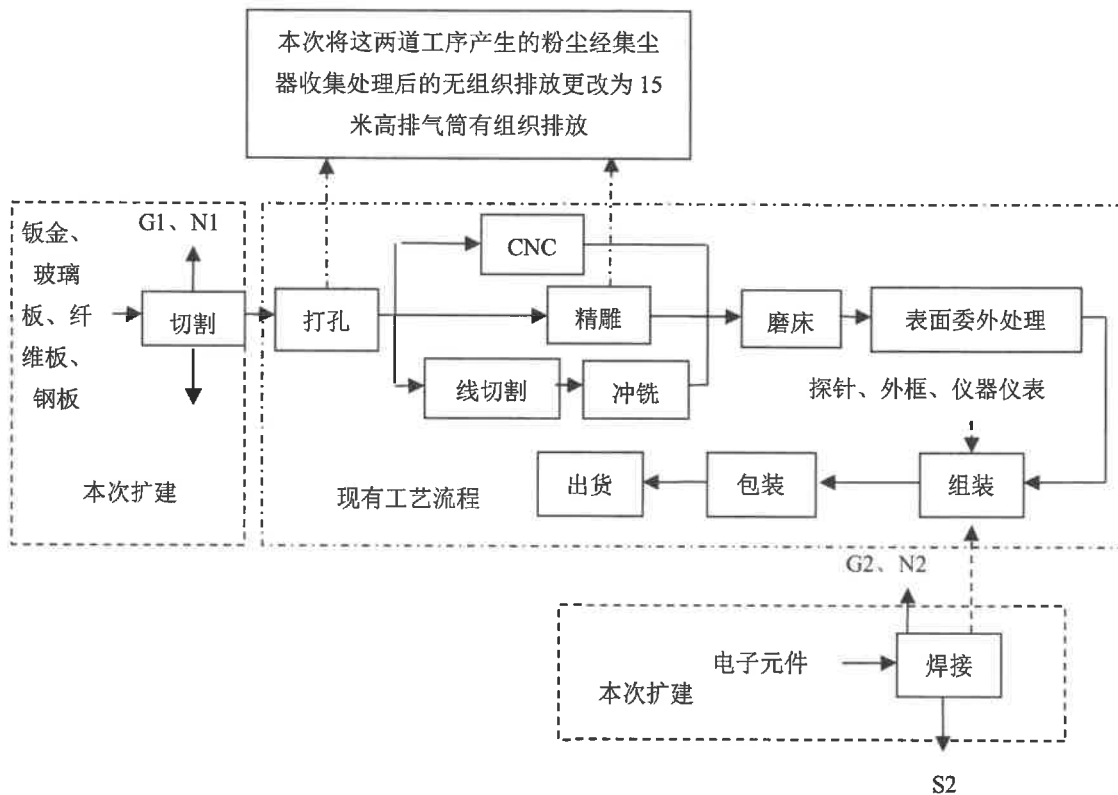 本次将这两道工序产生的粉尘经集尘
器收集处理后的无组织排放更改为 15
米高排气筒有组织排放
钣金、
玻璃
板、纤
维板、
钢板
G1、N1
切割
本次扩建
打孔
CNC
精雕
线切割
冲铣
磨床
表面委外处理
探针、外框、仪器仪表
现有工艺流程
出货
包装
组装
G2、N2
电子元件
焊接
本次扩建
S2